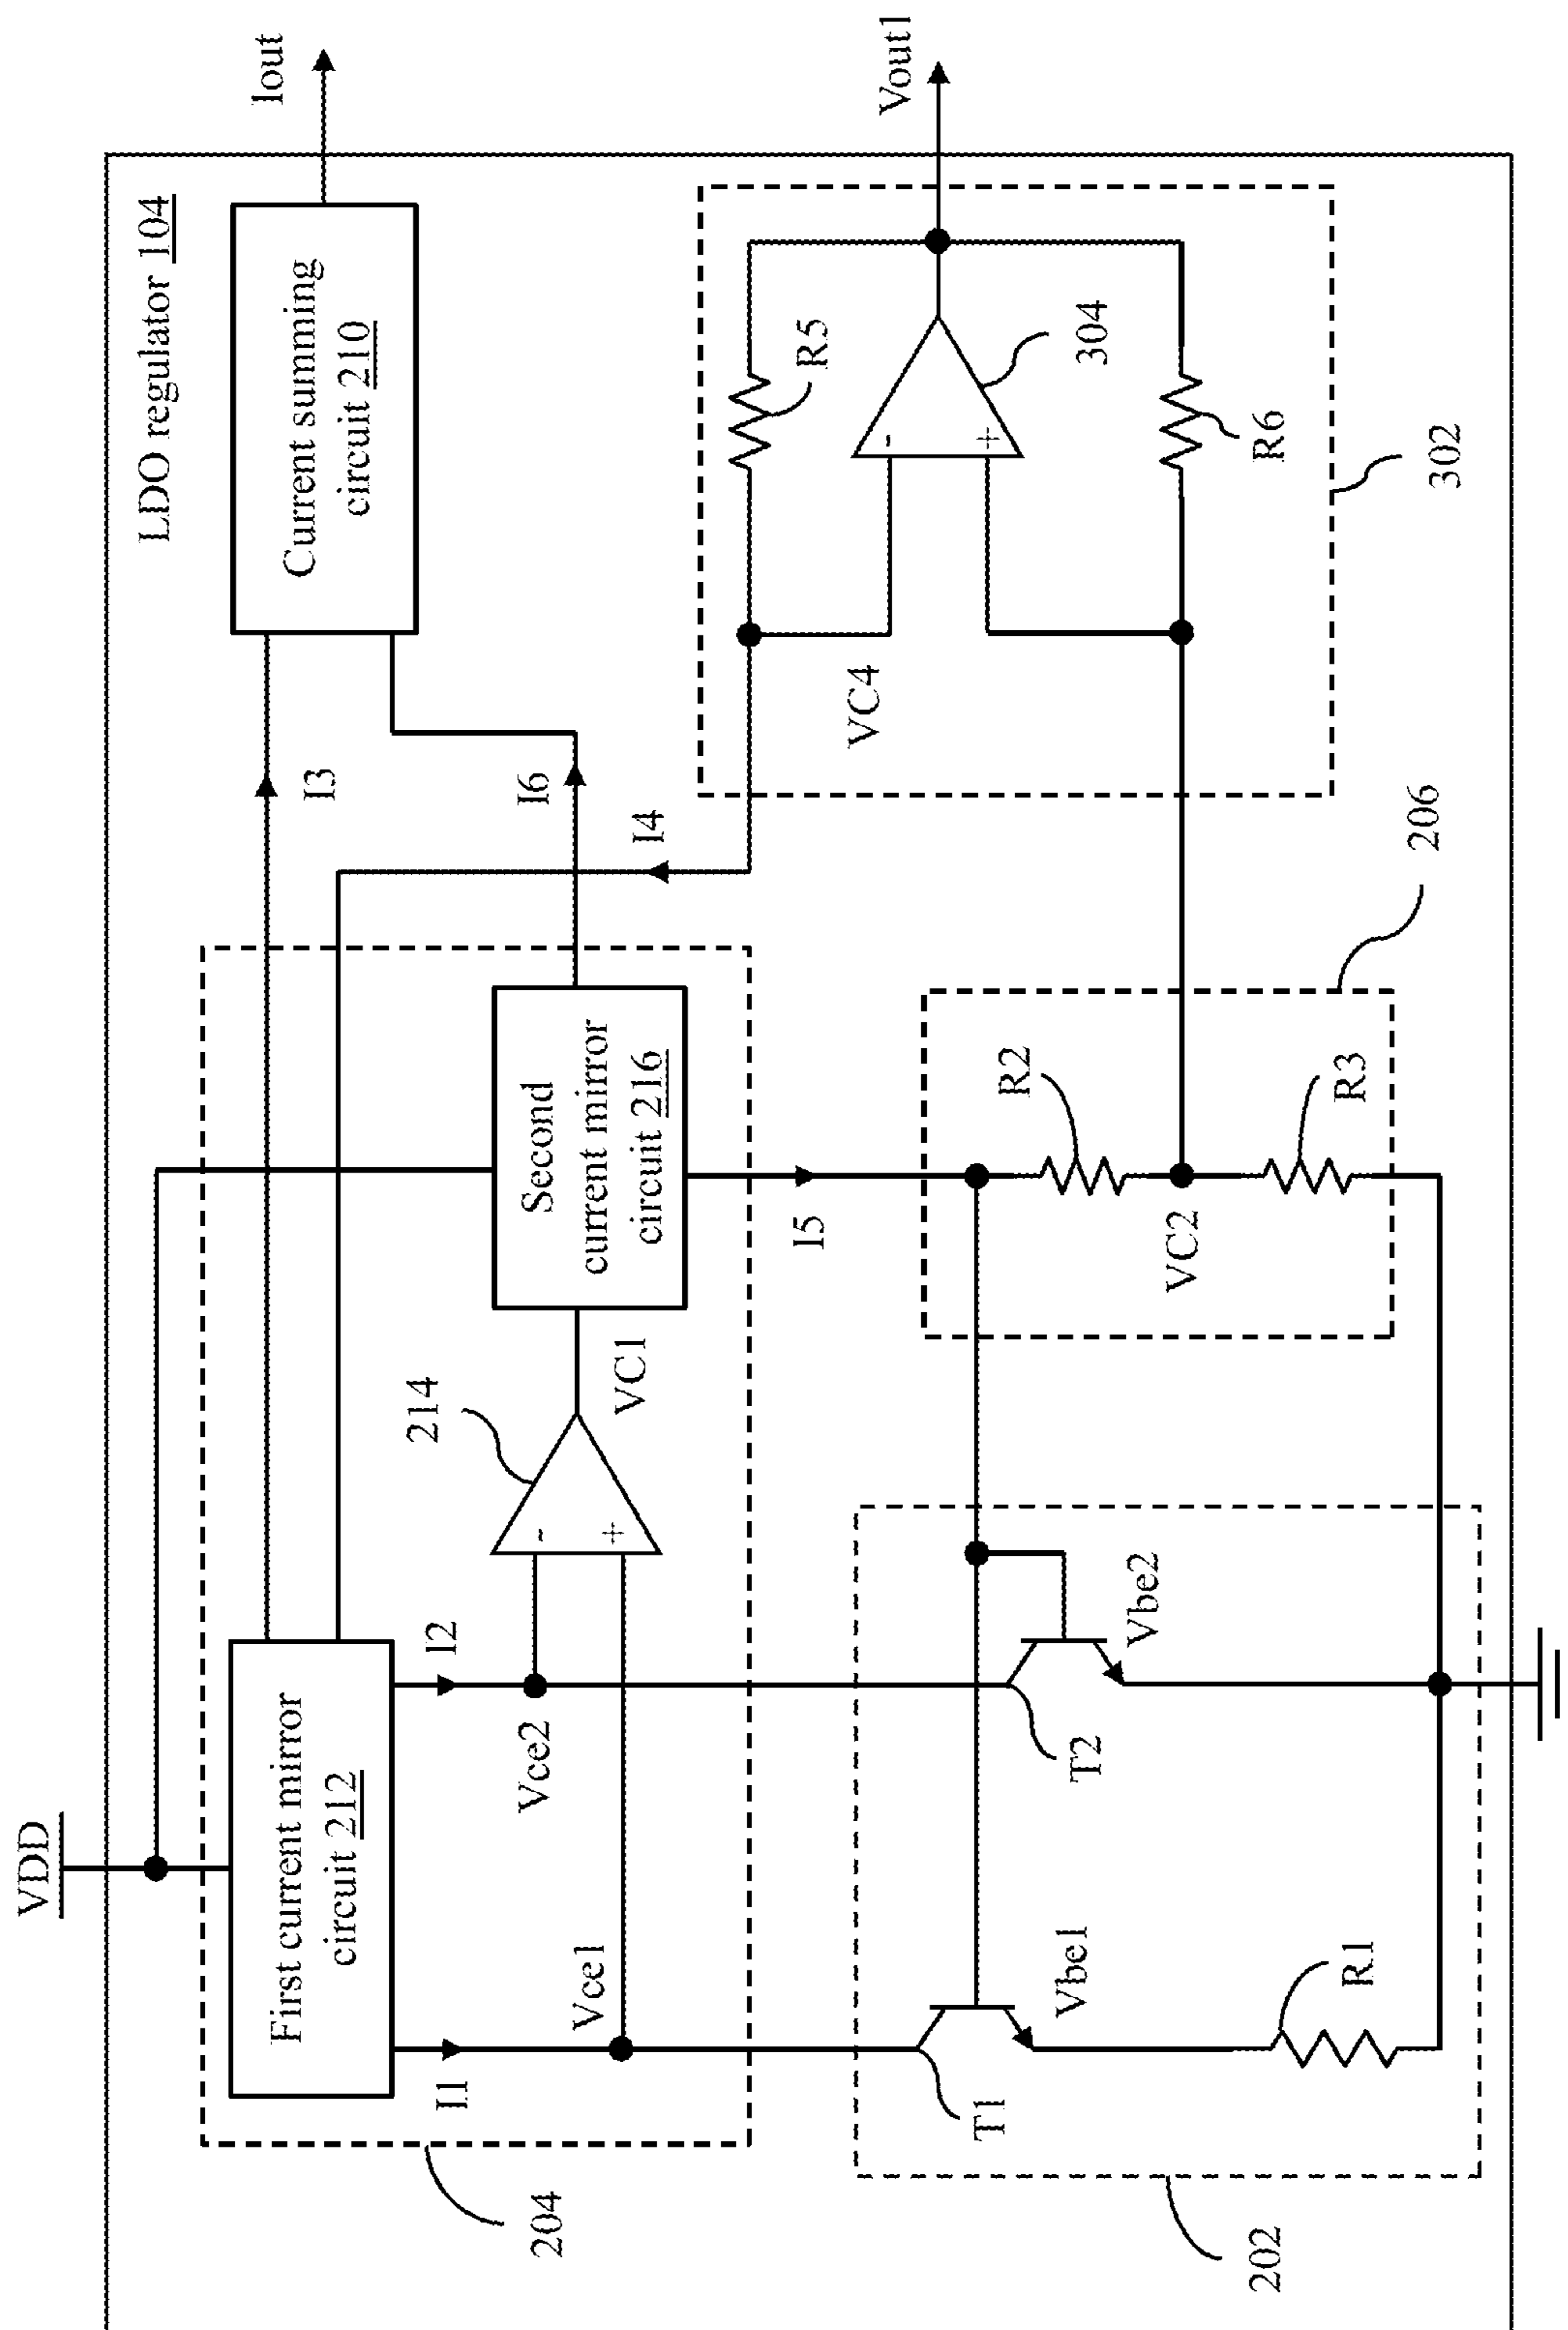 LDO regulator 104
VDD
First current mirror
circuit 212
Current summing
circuit 210
Iout
I3
I6
I4
I1
I2
204
214
Vce1
Vce2
-
+
VC1
Second
current mirror
circuit 216
I5
R5
VC4
-
+
304
Vout1
R6
302
206
R2
VC2
R3
T1
Vbe1
T2
Vbe2
R1
202